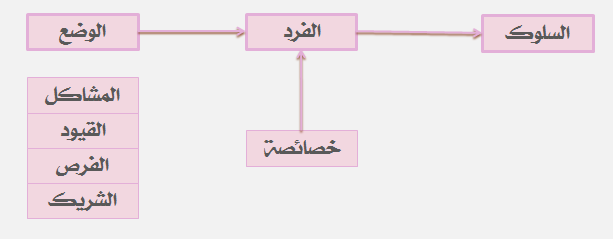 الوضع
الفرد
السلوك
المشاكل
القيود
الفرص
الشريك
خصائصة